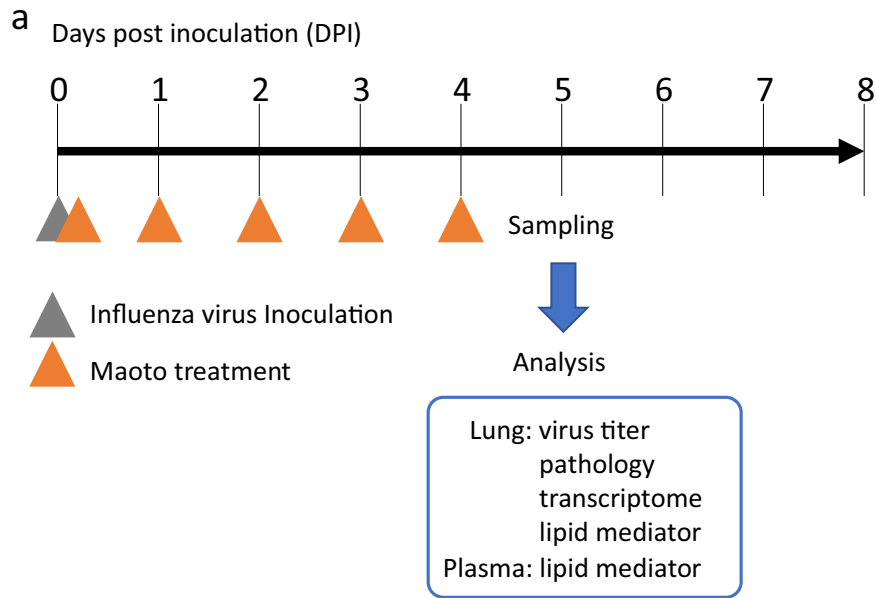 a
Days post inoculation (DPI)
0 1 2 3 4 5 6 7 8
Sampling
Influenza virus Inoculation
Maoto treatment
Analysis
Lung: virus titer
pathology
transcriptome
lipid mediator
Plasma: lipid mediator